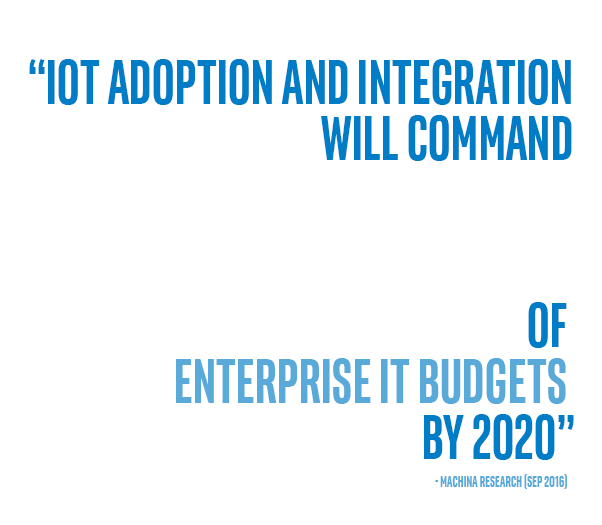 “IOT ADOPTION AND INTEGRATION
WILL COMMAND
OF
ENTERPRISE IT BUDGETS
BY 2020”
- MACHINA RESEARCH (SEP 2016)